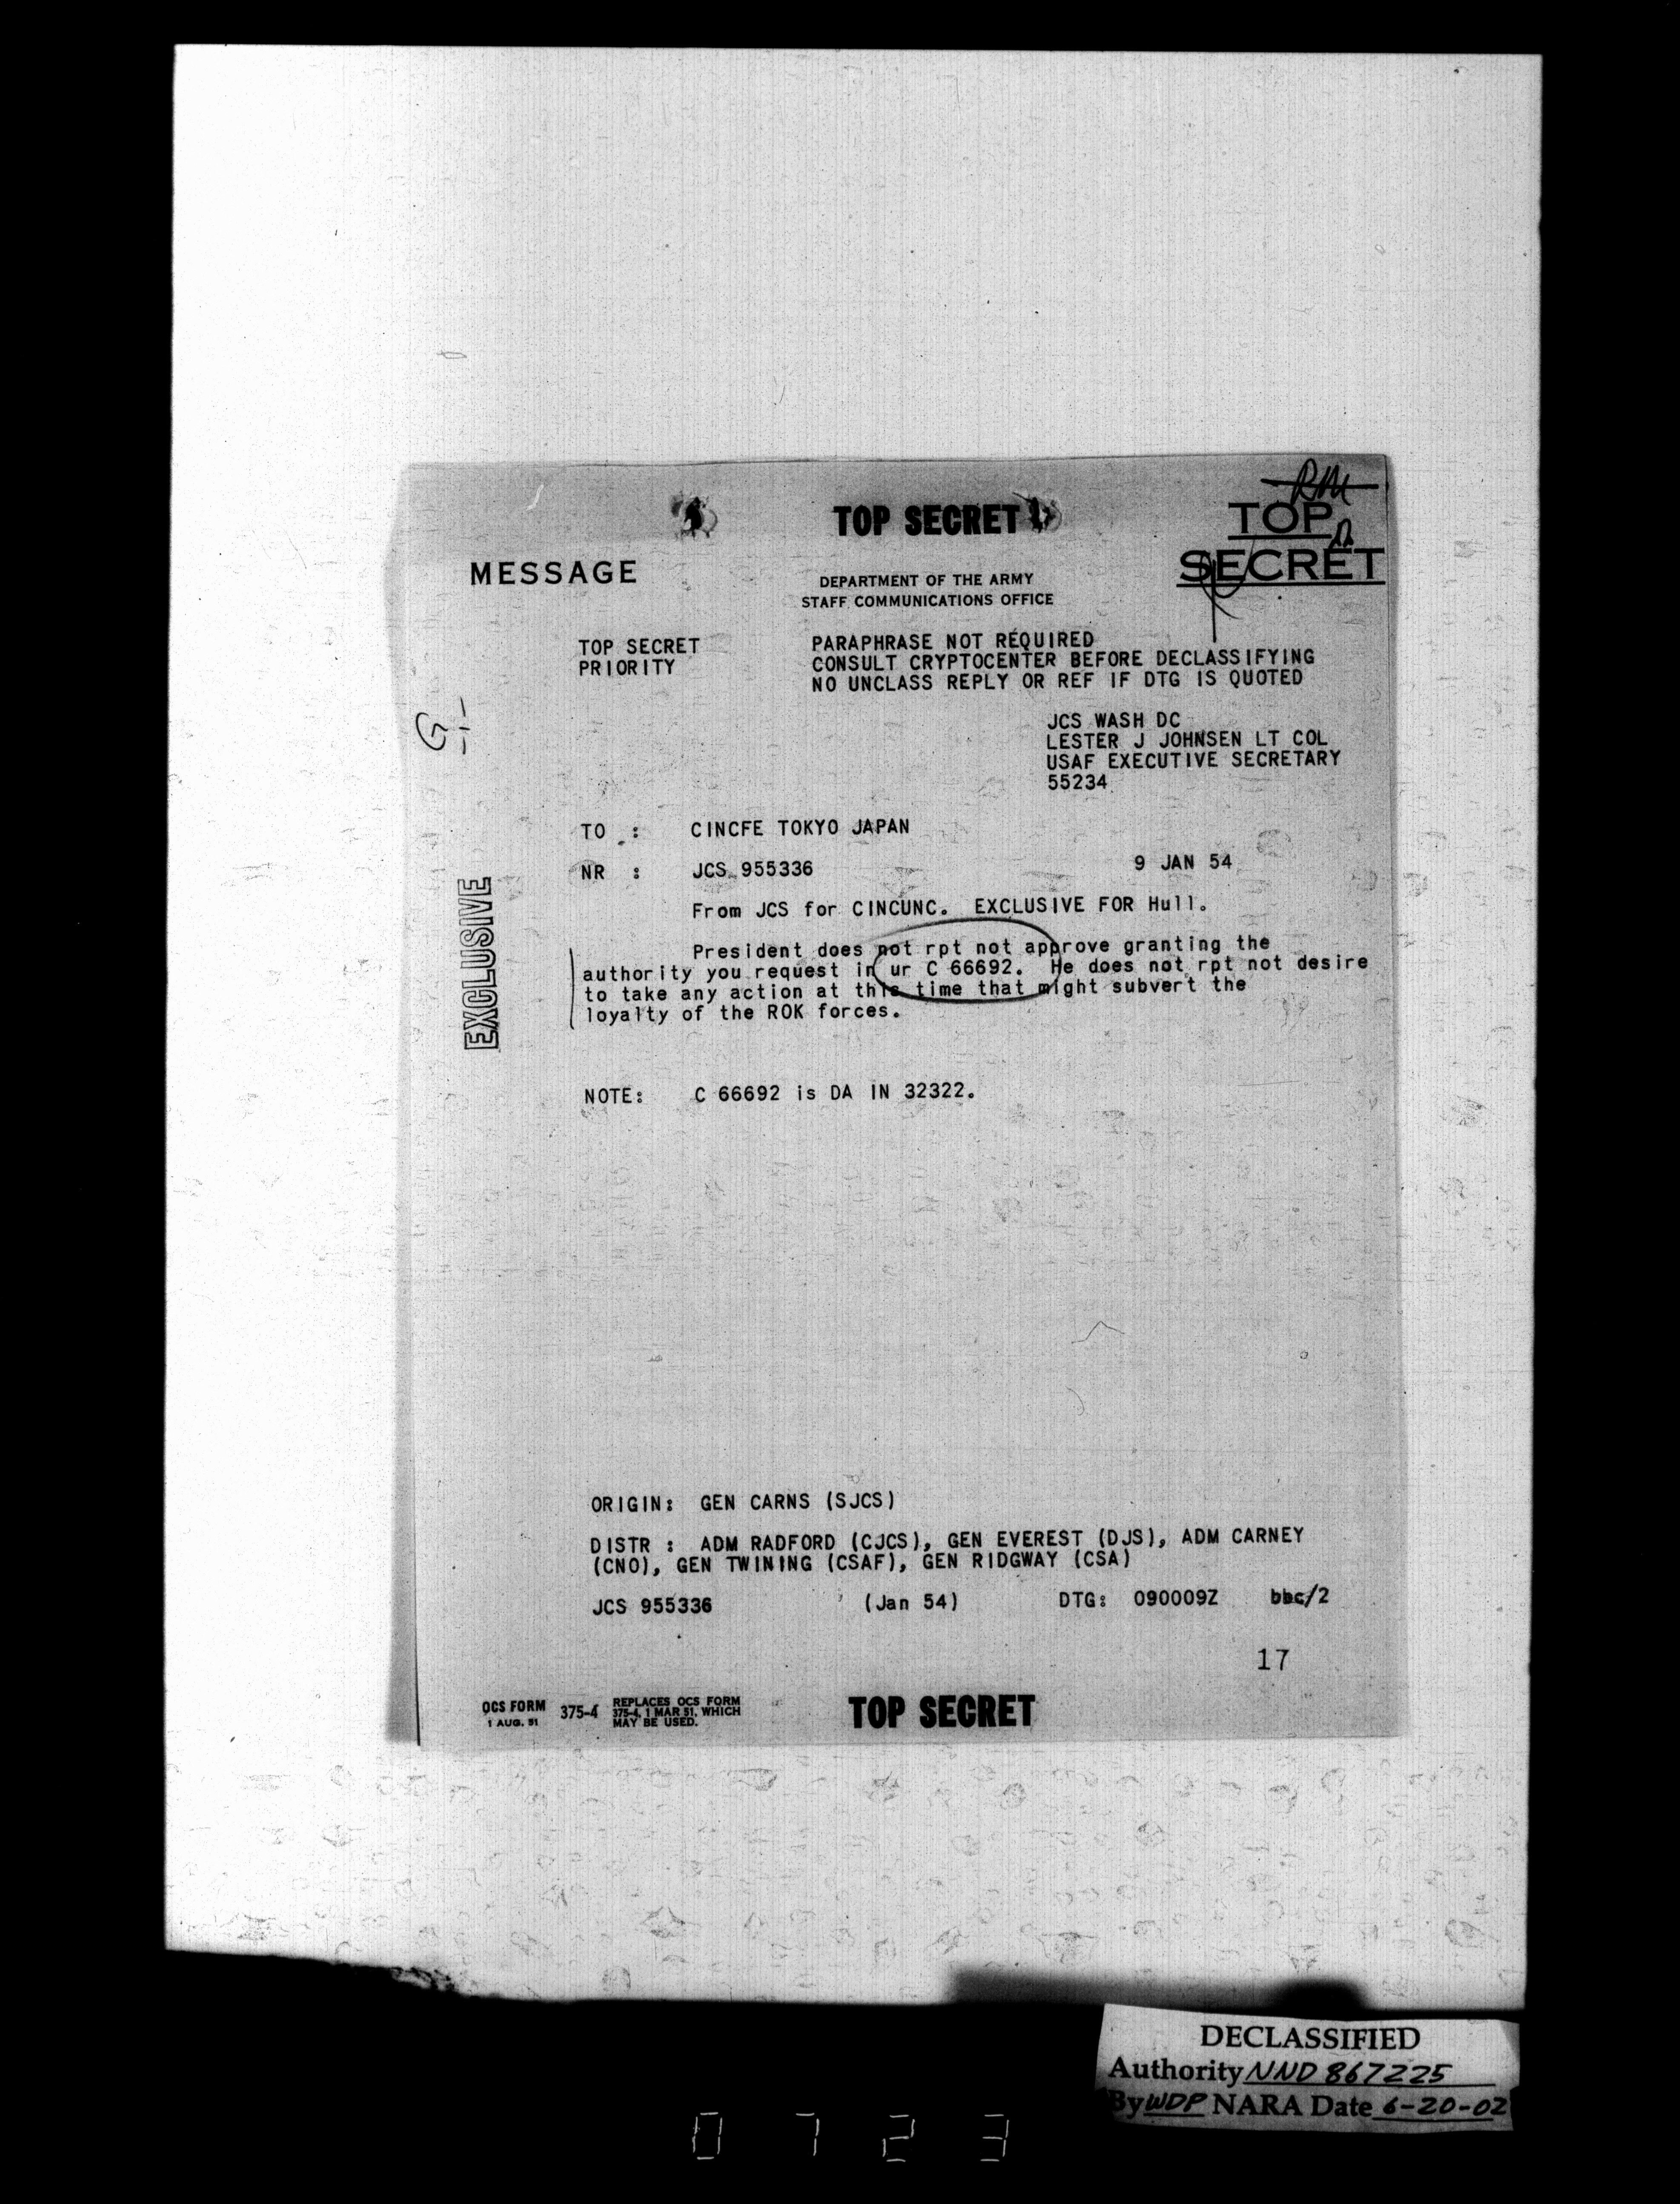 RM
TOP SECRET
TOP
SECRET
MESSAGE
DEPARTMENT OF THE ARMY
STAFF COMMUNICATIONS OFFICE
TOP SECRET
PRIORITY
PARAPHRASE NOT REQUIRED
CONSULT CRYPTOCENTER BEFORE DECLASSIFYING
NO UNCLASS REPLY OR REF IF DTG IS QUOTED
JCS WASH DC
LESTER J JOHNSEN LT COL
USAF EXECUTIVE SECRETARY
55234
TO : CINCFE TOKYO JAPAN
NR : JCS 955336 9 JAN 54
From JCS for CINCUNC. EXCLUSIVE FOR Hull.
EXCLUSIVE
President does not rpt not approve granting the
authority you request in ur C 66692. He does not rpt not desire
to take any action at this time that might subvert the
loyalty of the ROK forces.
NOTE: C 66692 is DA IN 32322.
ORIGIN: GEN CARNS (SJCS)
DISTR : ADM RADFORD (CJCS), GEN EVEREST (DJS), ADM CARNEY
(CNO), GEN TWINING (CSAF), GEN RIDGWAY (CSA)
JCS 955336 (Jan 54) DTG: 090009Z bbc/2
17
OCS FORM 375-4
1 AUG. 51
REPLACES OCS FORM
375-4, 1 MAR 51, WHICH
MAY BE USED.
TOP SECRET
DECLASSIFIED
Authority NND 867225
By WDP NARA Date 6-20-02
0723